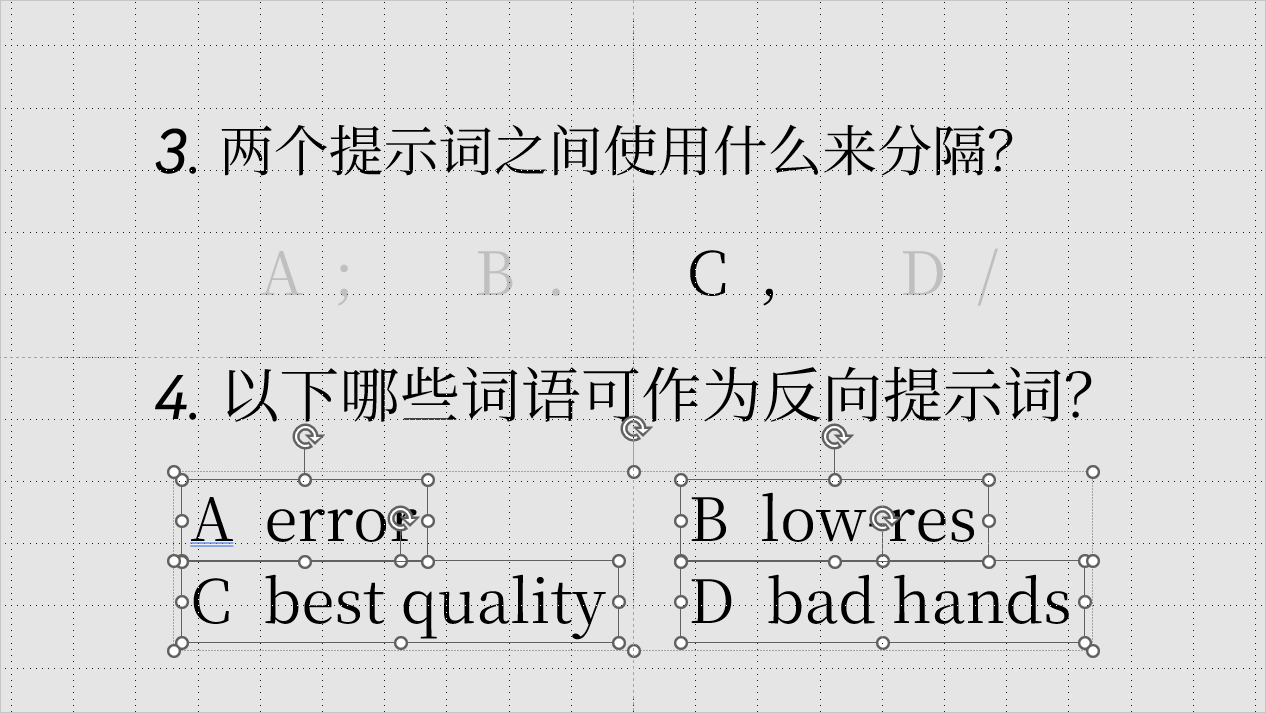 3. 两个提示词之间使用什么来分隔？
A ; B . C , D /
4. 以下哪些词语可作为反向提示词？
A error B low-res
C best quality D bad hands